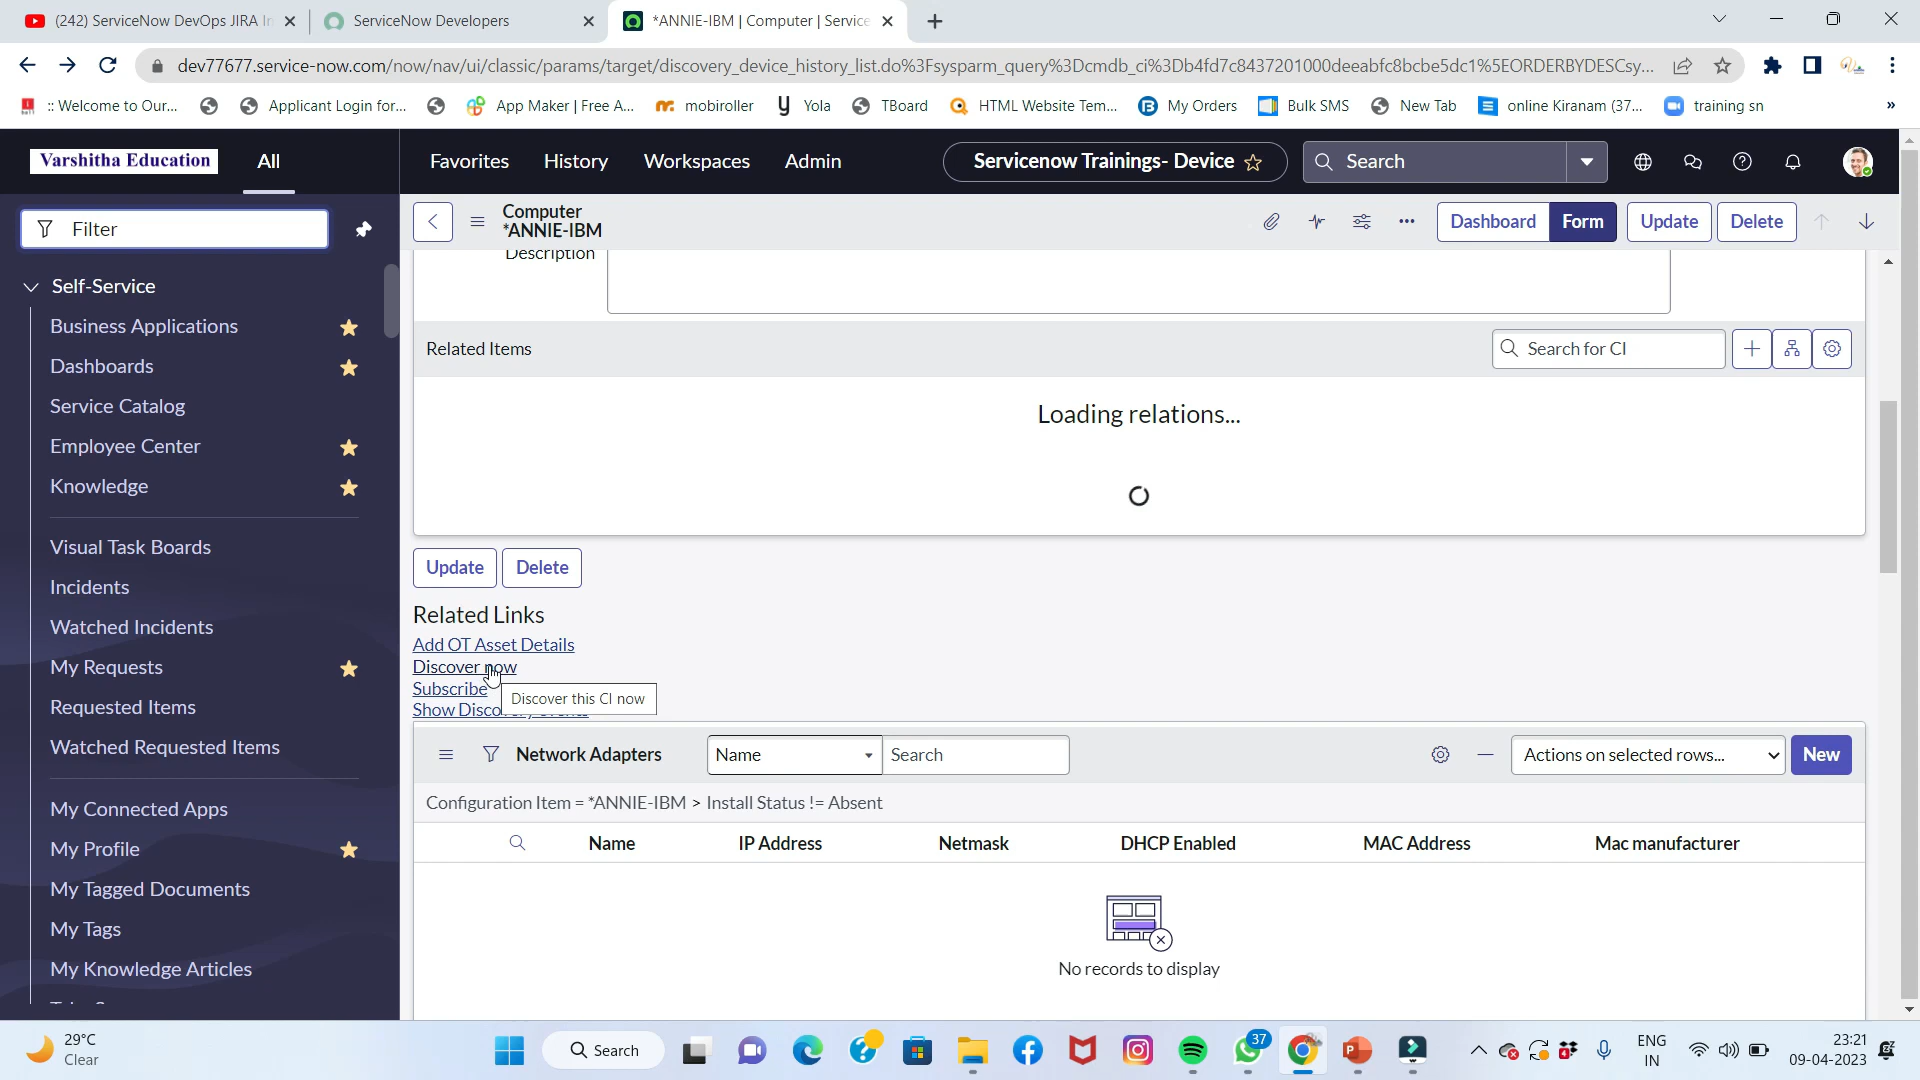 (242) ServiceNow DevOps JIRA In
ServiceNow Developers
*ANNIE-IBM | Computer | Service
dev77677.service-now.com/now/nav/ui/classic/params/target/discovery_device_history_list.do%3Fsysparm_query%3Dcmdb_ci%3Db4fd7c8437201000deeabfc8bcbe5dc1%5EORDERBYDESCsy...
:: Welcome to Our...
Applicant Login for...
App Maker | Free A...
mobiroller
Yola
TBoard
HTML Website Tem...
My Orders
Bulk SMS
New Tab
online Kiranam (37...
training sn
»
Varshitha Education
All
Favorites
History
Workspaces
Admin
Servicenow Trainings- Device
Search
Filter
Computer
*ANNIE-IBM
Dashboard
Form
Update
Delete
Self-Service
Business Applications
Dashboards
Service Catalog
Employee Center
Knowledge
Visual Task Boards
Incidents
Watched Incidents
My Requests
Requested Items
Watched Requested Items
My Connected Apps
My Profile
My Tagged Documents
My Tags
My Knowledge Articles
Description
Related Items
Search for CI
Loading relations...
Update
Delete
Related Links
Add OT Asset Details
Discover now
Subscribe
Discover this CI now
Show Disco
Network Adapters
Name
Search
Actions on selected rows...
New
Configuration Item = *ANNIE-IBM > Install Status != Absent
Name
IP Address
Netmask
DHCP Enabled
MAC Address
Mac manufacturer
No records to display
29°C
Clear
Search
37
ENG
IN
23:21
09-04-2023